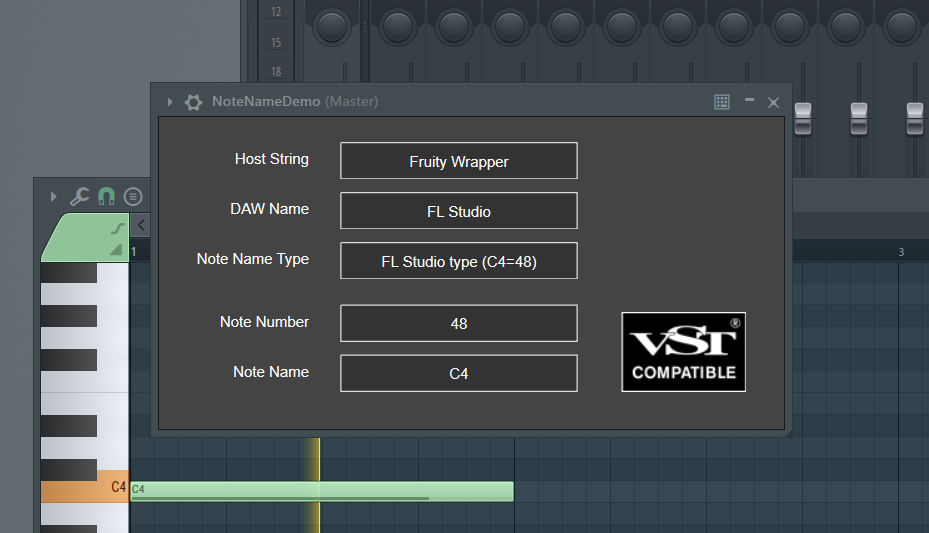 12
15
18
NoteNameDemo (Master)
Host String
Fruity Wrapper
DAW Name
FL Studio
Note Name Type
FL Studio type (C4=48)
Note Number
48
Note Name
C4
VST®
COMPATIBLE
1
3
C4
C4